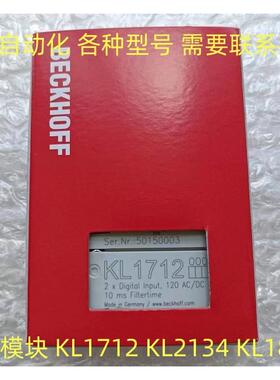 自动化 各种型号 需要联系
BECKHOFF
Ser.Nr. 50150003
KL1712
2 x Digital Input, 120 AC/DC
10 ms Filtertime
Made in Germany / www.beckhoff.com
模块 KL1712 KL2134 KL1